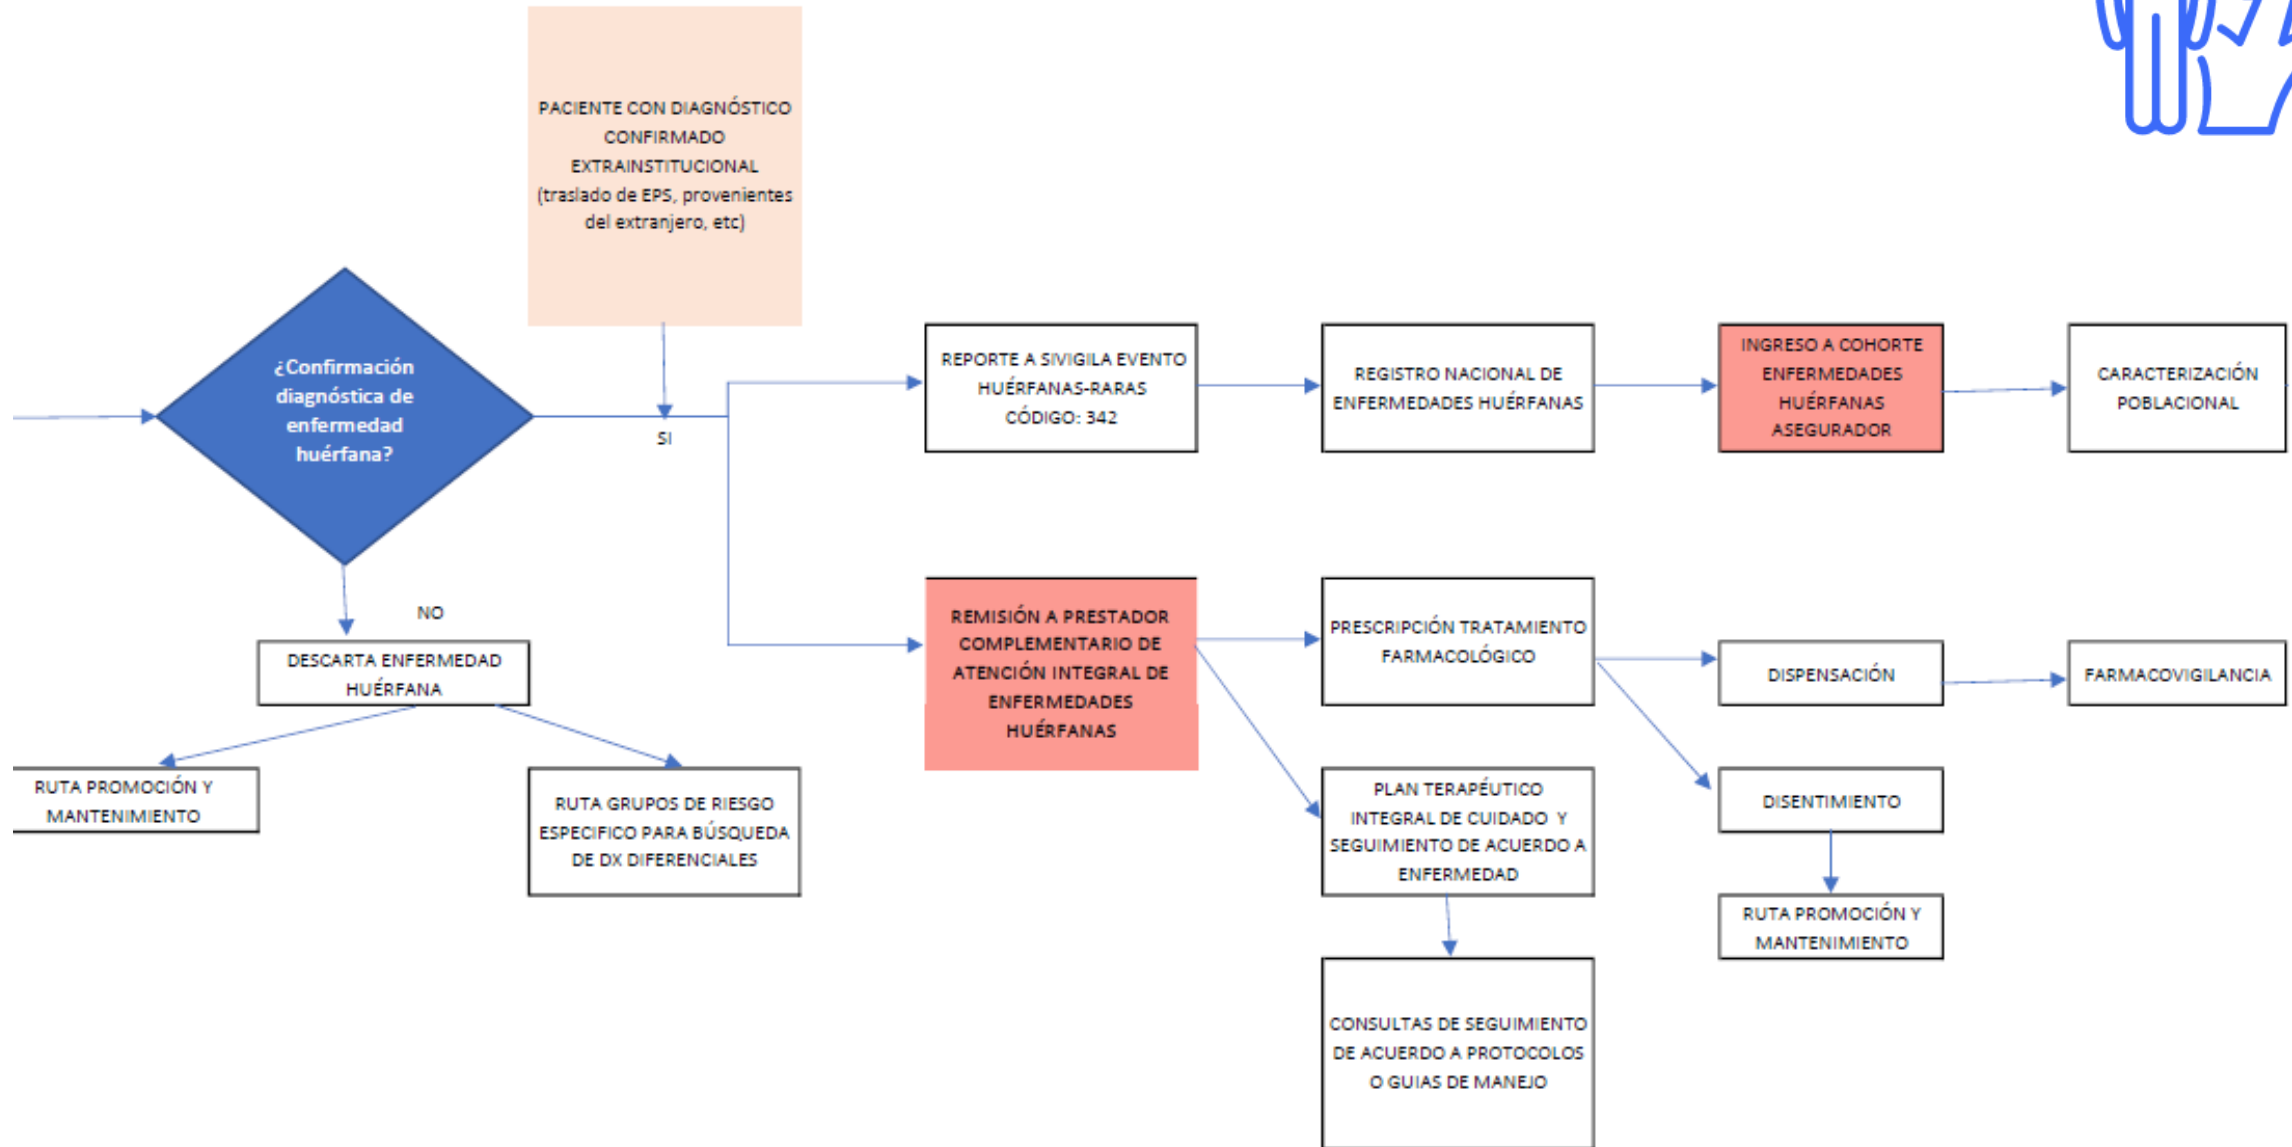 PACIENTE CON DIAGNÓSTICO
CONFIRMADO
EXTRAINSTITUCIONAL
(traslado de EPS, provenientes
del extranjero, etc)
¿Confirmación
diagnóstica de
enfermedad
huérfana?
SI
NO
REPORTE A SIVIGILA EVENTO
HUÉRFANAS-RARAS
CÓDIGO: 342
REGISTRO NACIONAL DE
ENFERMEDADES HUÉRFANAS
INGRESO A COHORTE
ENFERMEDADES
HUÉRFANAS
ASEGURADOR
CARACTERIZACIÓN
POBLACIONAL
DESCARTA ENFERMEDAD
HUÉRFANA
RUTA PROMOCIÓN Y
MANTENIMIENTO
RUTA GRUPOS DE RIESGO
ESPECIFICO PARA BÚSQUEDA
DE DX DIFERENCIALES
REMISIÓN A PRESTADOR
COMPLEMENTARIO DE
ATENCIÓN INTEGRAL DE
ENFERMEDADES
HUÉRFANAS
PRESCRIPCIÓN TRATAMIENTO
FARMACOLÓGICO
DISPENSACIÓN
FARMACOVIGILANCIA
PLAN TERAPÉUTICO
INTEGRAL DE CUIDADO Y
SEGUIMIENTO DE ACUERDO A
ENFERMEDAD
DISENTIMIENTO
RUTA PROMOCIÓN Y
MANTENIMIENTO
CONSULTAS DE SEGUIMIENTO
DE ACUERDO A PROTOCOLOS
O GUIAS DE MANEJO